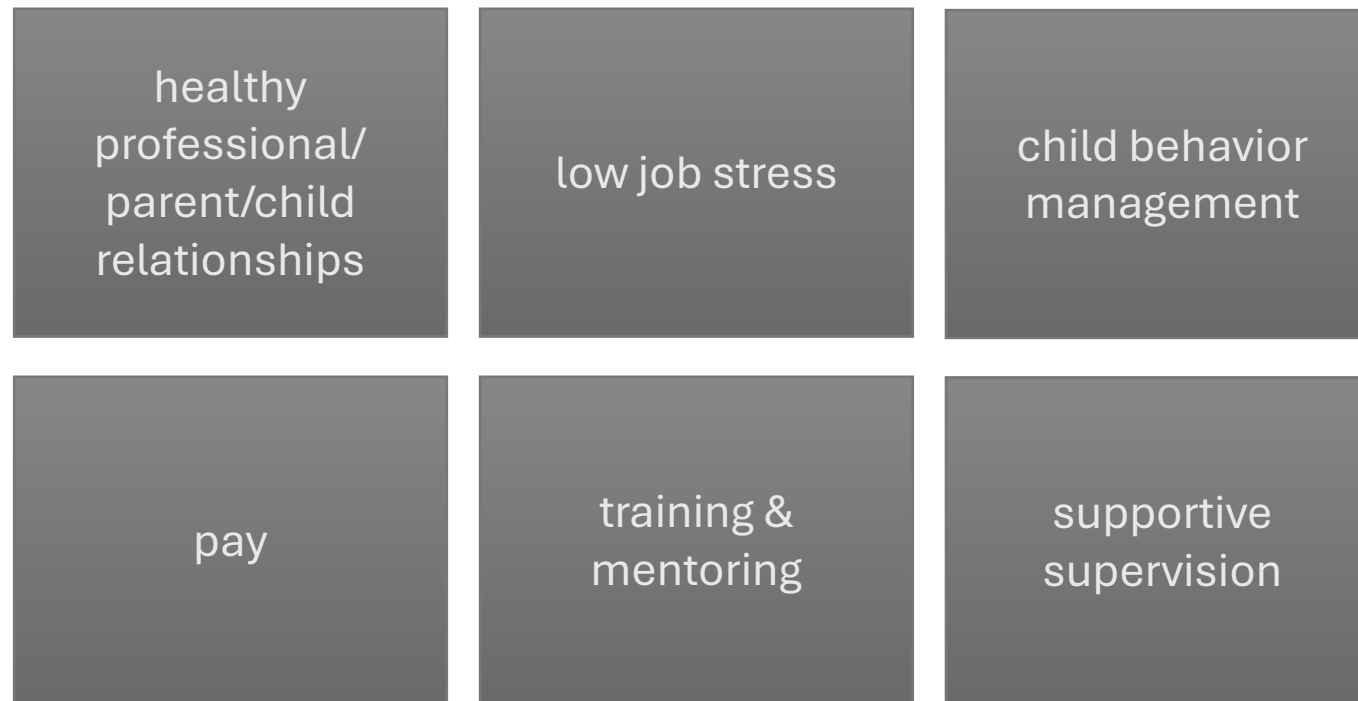 healthy
professional/
parent/child
relationships
low job stress
child behavior
management
pay
training &
mentoring
supportive
supervision